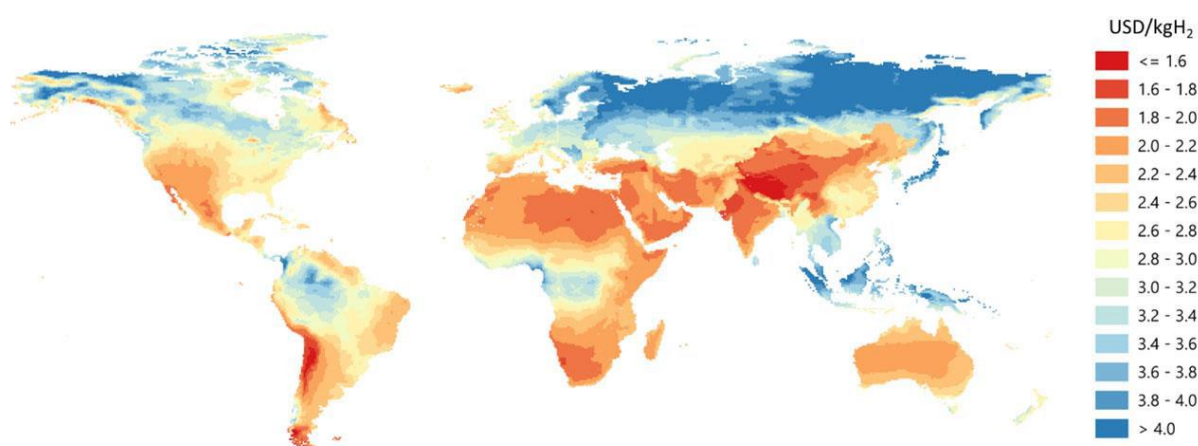 USD/kgH₂
<= 1.6
1.6 - 1.8
1.8 - 2.0
2.0 - 2.2
2.2 - 2.4
2.4 - 2.6
2.6 - 2.8
2.8 - 3.0
3.0 - 3.2
3.2 - 3.4
3.4 - 3.6
3.6 - 3.8
3.8 - 4.0
> 4.0